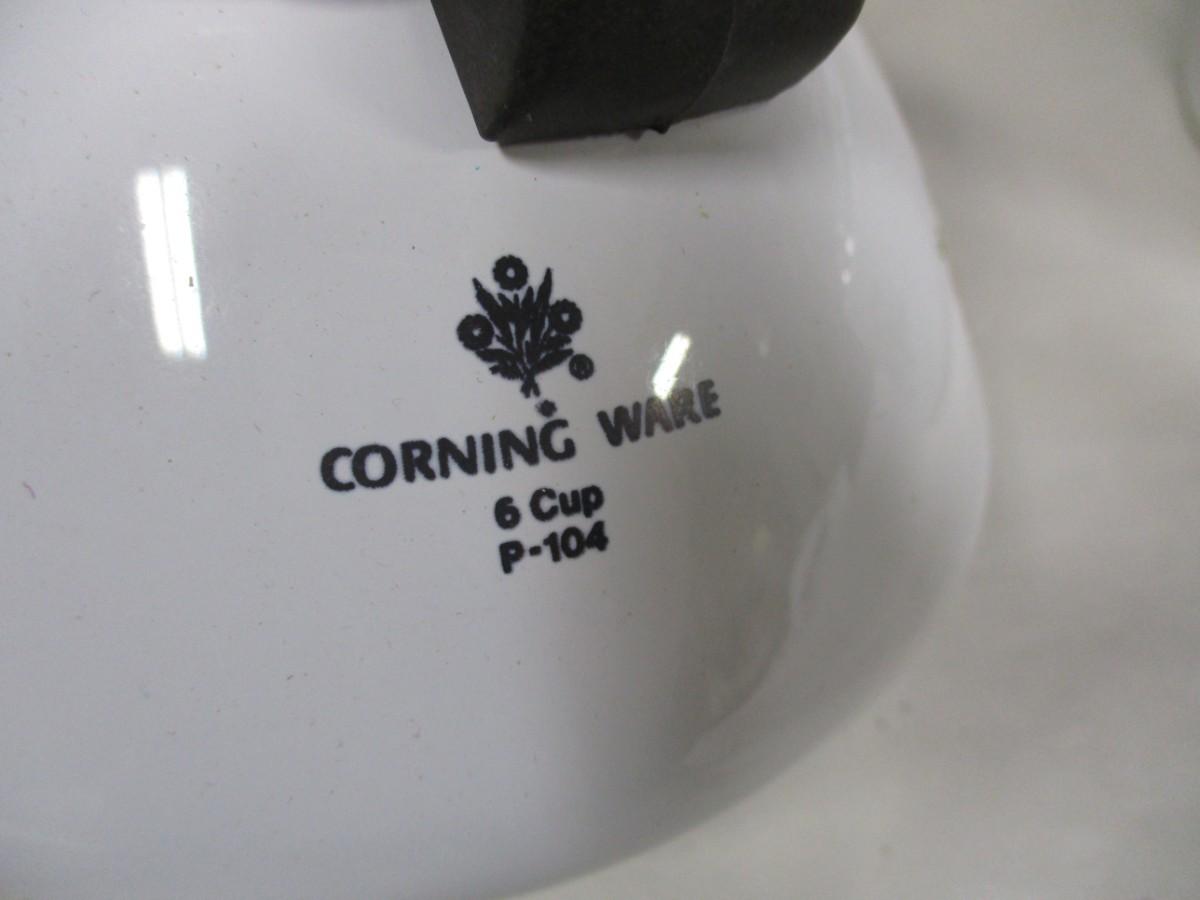 ®
CORNING WARE
6 Cup
P-104